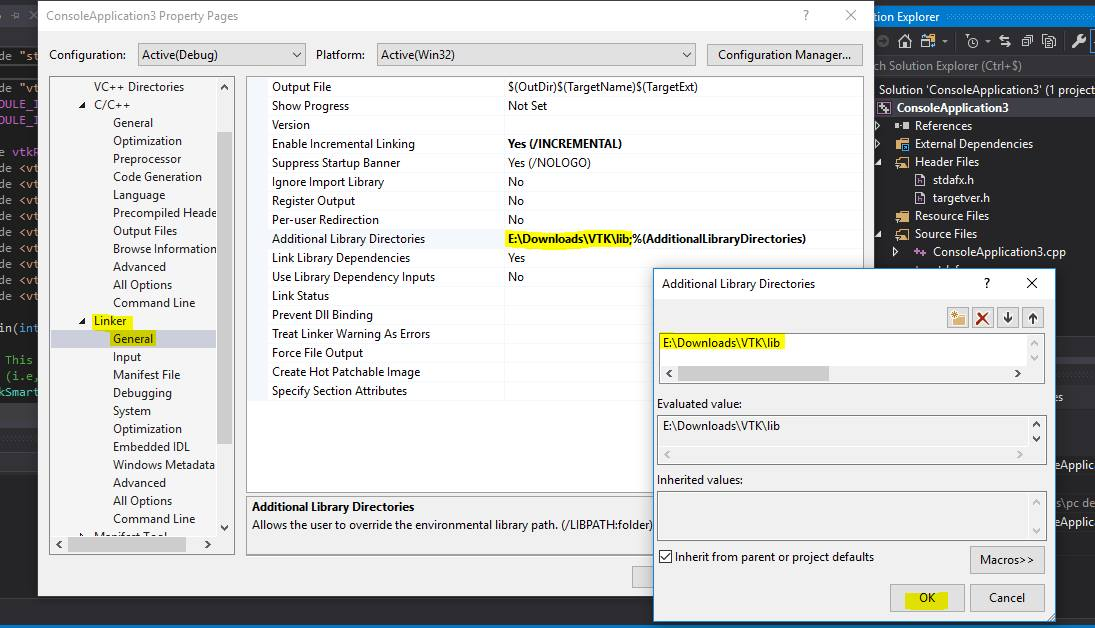 ConsoleApplication3 Property Pages
?
Configuration: Active(Debug) Platform: Active(Win32) Configuration Manager...
VC++ Directories
C/C++
General
Optimization
Preprocessor
Code Generation
Language
Precompiled Heade
Output Files
Browse Information
Advanced
All Options
Command Line
Linker
General
Input
Manifest File
Debugging
System
Optimization
Embedded IDL
Windows Metadata
Advanced
All Options
Command Line
Output File $(OutDir)$(TargetName)$(TargetExt)
Show Progress Not Set
Version
Enable Incremental Linking Yes (/INCREMENTAL)
Suppress Startup Banner Yes (/NOLOGO)
Ignore Import Library No
Register Output No
Per-user Redirection No
Additional Library Directories E:\Downloads\VTK\lib;%(AdditionalLibraryDirectories)
Link Library Dependencies Yes
Use Library Dependency Inputs No
Link Status
Prevent Dll Binding
Treat Linker Warning As Errors
Force File Output
Create Hot Patchable Image
Specify Section Attributes
Additional Library Directories
Allows the user to override the environmental library path. (/LIBPATH:folder)
Additional Library Directories
?
E:\Downloads\VTK\lib
Evaluated value:
E:\Downloads\VTK\lib
Inherited values:
Inherit from parent or project defaults
Macros>>
OK Cancel
tion Explorer
ch Solution Explorer (Ctrl+$)
Solution 'ConsoleApplication3' (1 project
ConsoleApplication3
References
External Dependencies
Header Files
stdafx.h
targetver.h
Resource Files
Source Files
ConsoleApplication3.cpp
de "st
de "vt
DULE_I
DULE_I
e vtkR
de <vt
de <vt
de <vt
de <vt
de <vt
de <vt
de <vt
de <vt
de <vt
in(int
This
(i.e,
kSmart
es
eApplic
s\pc de
eApplic